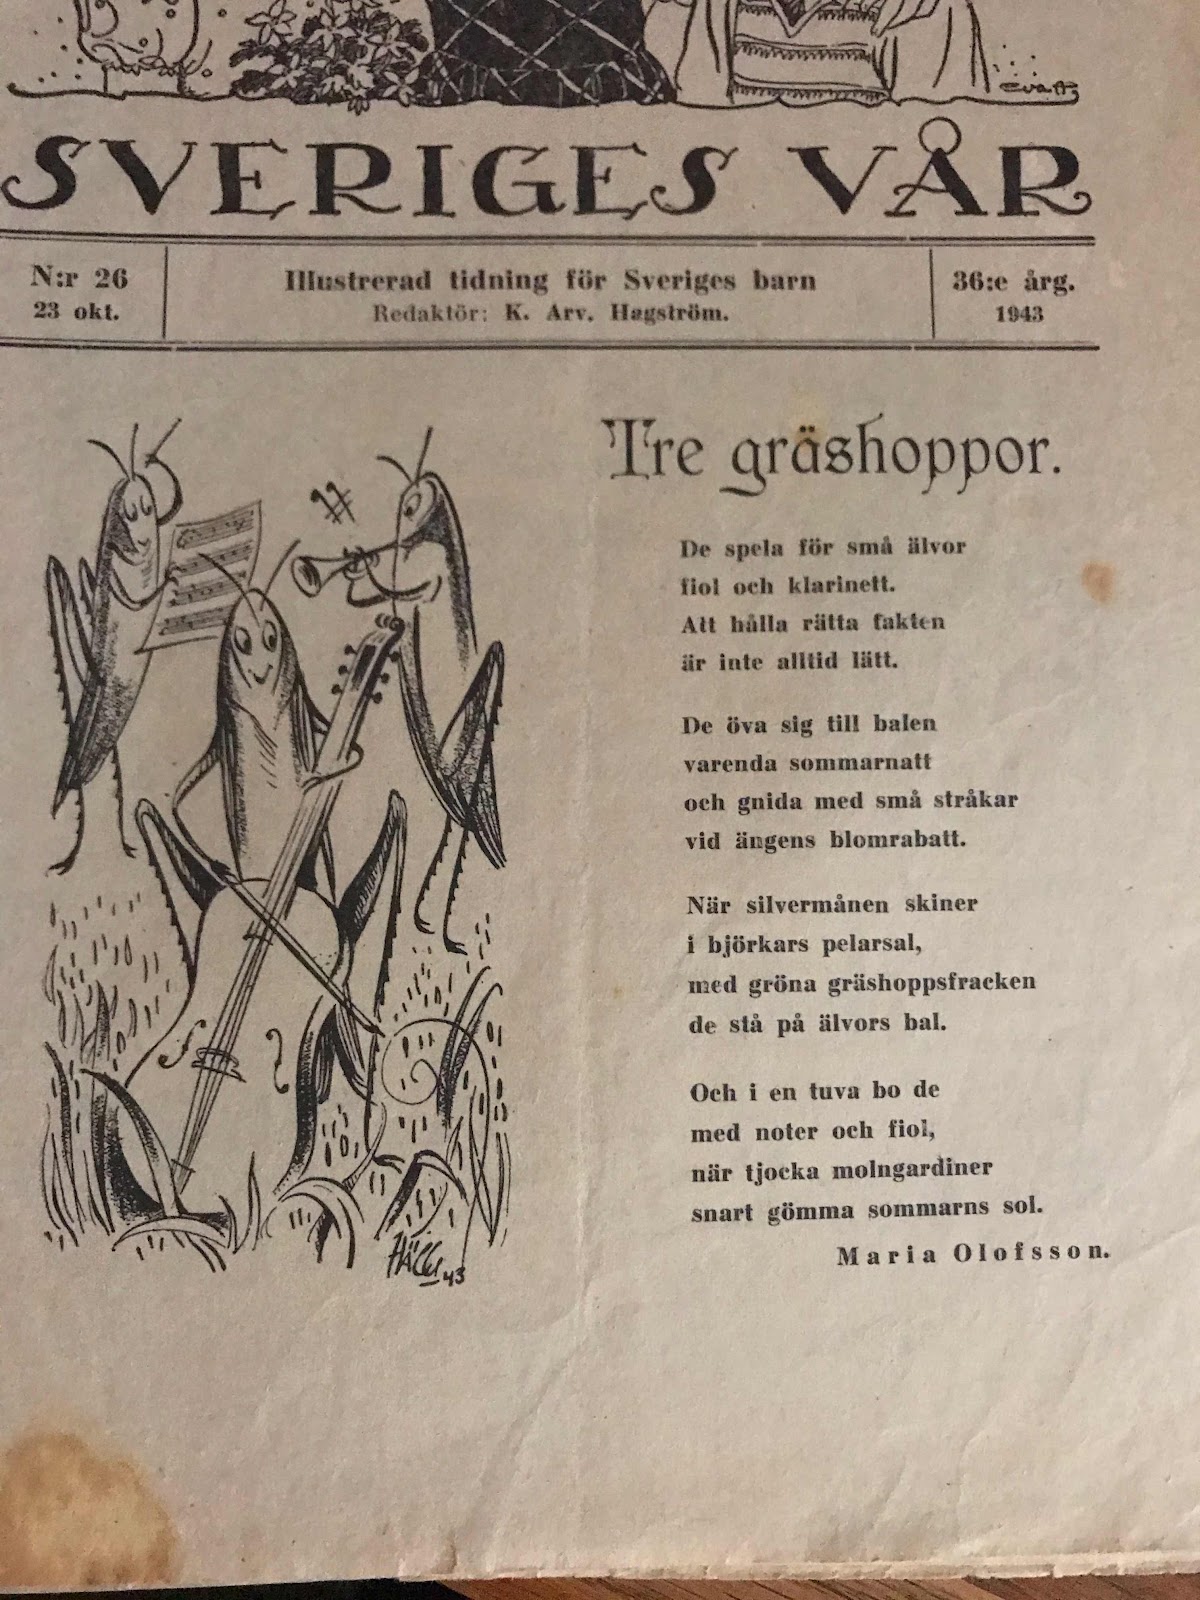 SVERIGES VÅR
N:r 26
23 okt.
Illustrerad tidning för Sveriges barn
Redaktör: K. Arv. Hagström.
36:e årg.
1943
Tre gräshoppor.
De spela för små älvor
fiol och klarinett.
Att hålla rätta takten
är inte alltid lätt.
De öva sig till balen
varenda sommarnatt
och gnida med små stråkar
vid ängens blomrabatt.
När silvermånen skiner
i björkars pelarsal,
med gröna gräshoppsfracken
de stå på älvors bal.
Och i en tuva bo de
med noter och fiol,
när tjocka molngardiner
snart gömma sommarns sol.
Maria Olofsson.
43